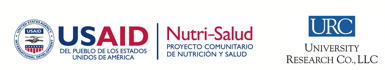 USAID
DEL PUEBLO DE LOS ESTADOS
UNIDOS DE AMÉRICA
Nutri-Salud
PROYECTO COMUNITARIO
DE NUTRICIÓN Y SALUD
URC
UNIVERSITY
RESEARCH CO., LLC